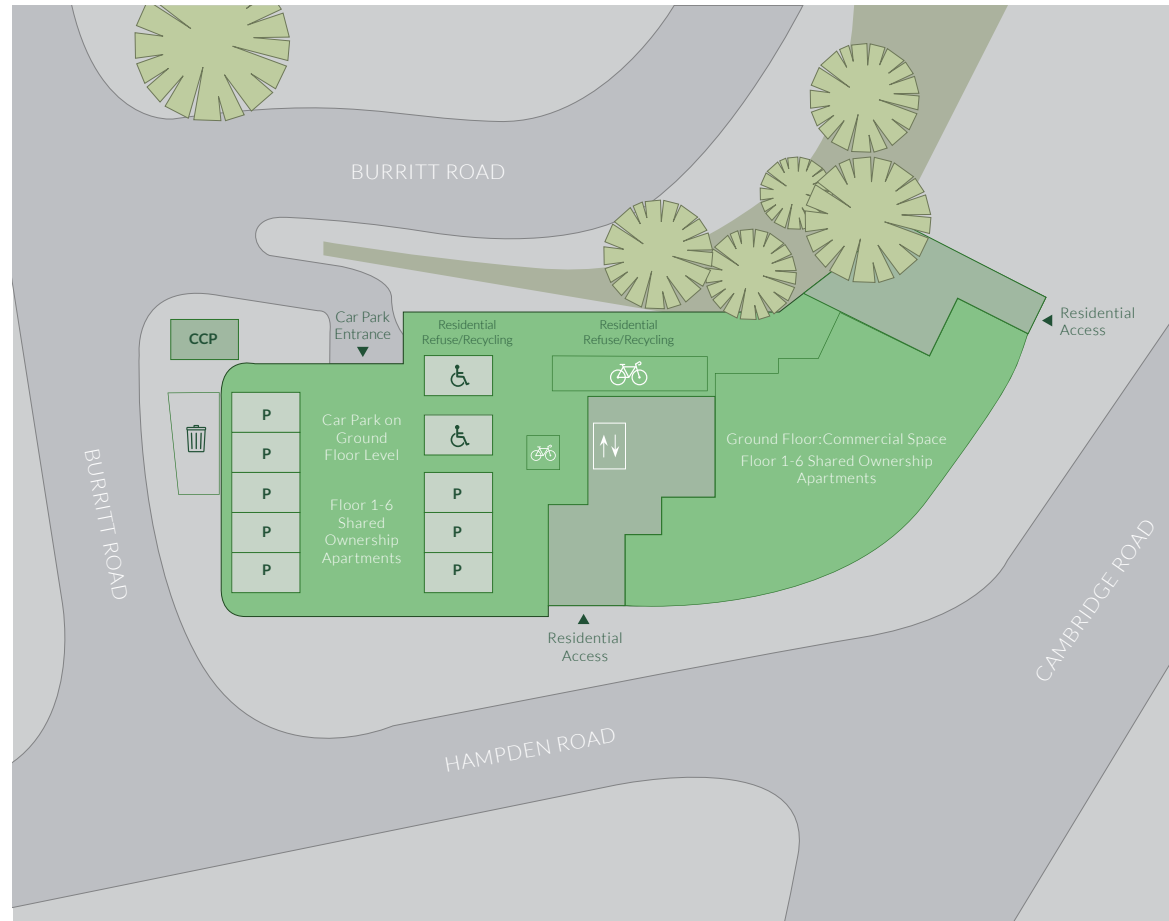 BURRITT ROAD
Car Park
Entrance
Residential
Refuse/Recycling
Residential
Refuse/Recycling
Residential
Access
CCP
P
P
P
P
P
Car Park on
Ground
Floor Level
Floor 1-6
Shared
Ownership
Apartments
P
P
P
Ground Floor:Commercial Space
Floor 1-6 Shared Ownership
Apartments
BURRITT ROAD
Residential
Access
CAMBRIDGE ROAD
HAMPDEN ROAD